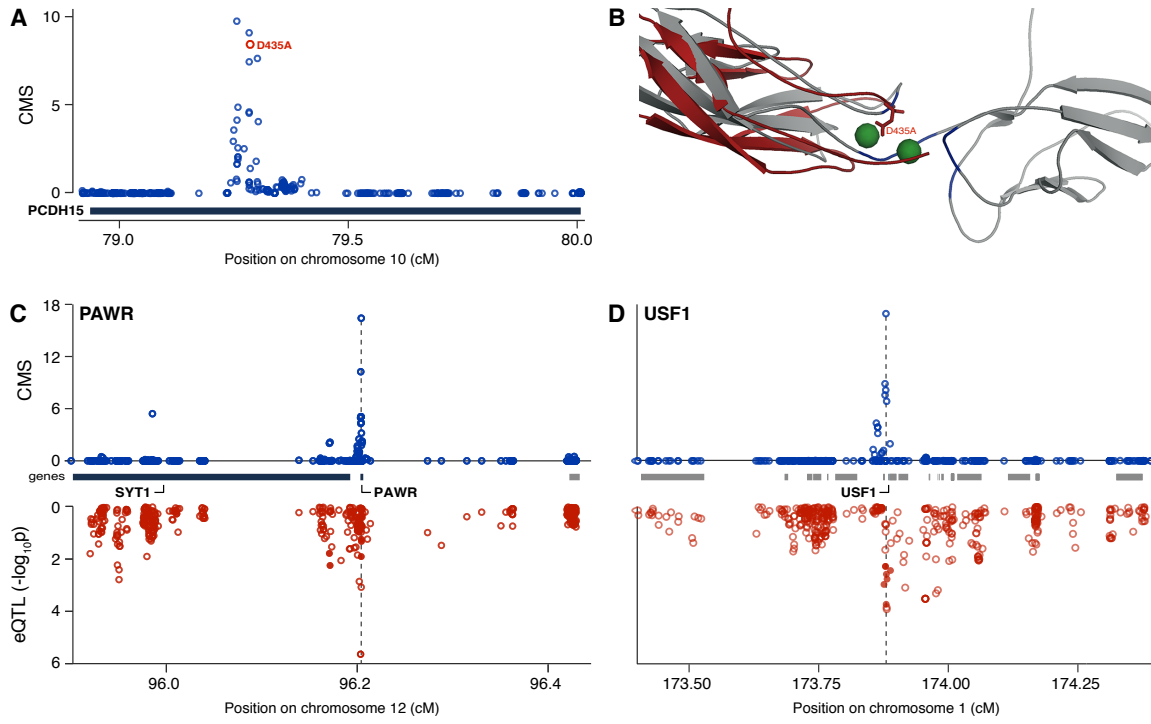 A
CMS
10
5
0
D435A
PCDH15
79.0 79.5 80.0
Position on chromosome 10 (cM)
B
D435A
C PAWR
CMS
18
12
6
0
genes
SYT1
PAWR
eQTL (-log10p)
0
2
4
6
96.0 96.2 96.4
Position on chromosome 12 (cM)
D USF1
USF1
173.50 173.75 174.00 174.25
Position on chromosome 1 (cM)